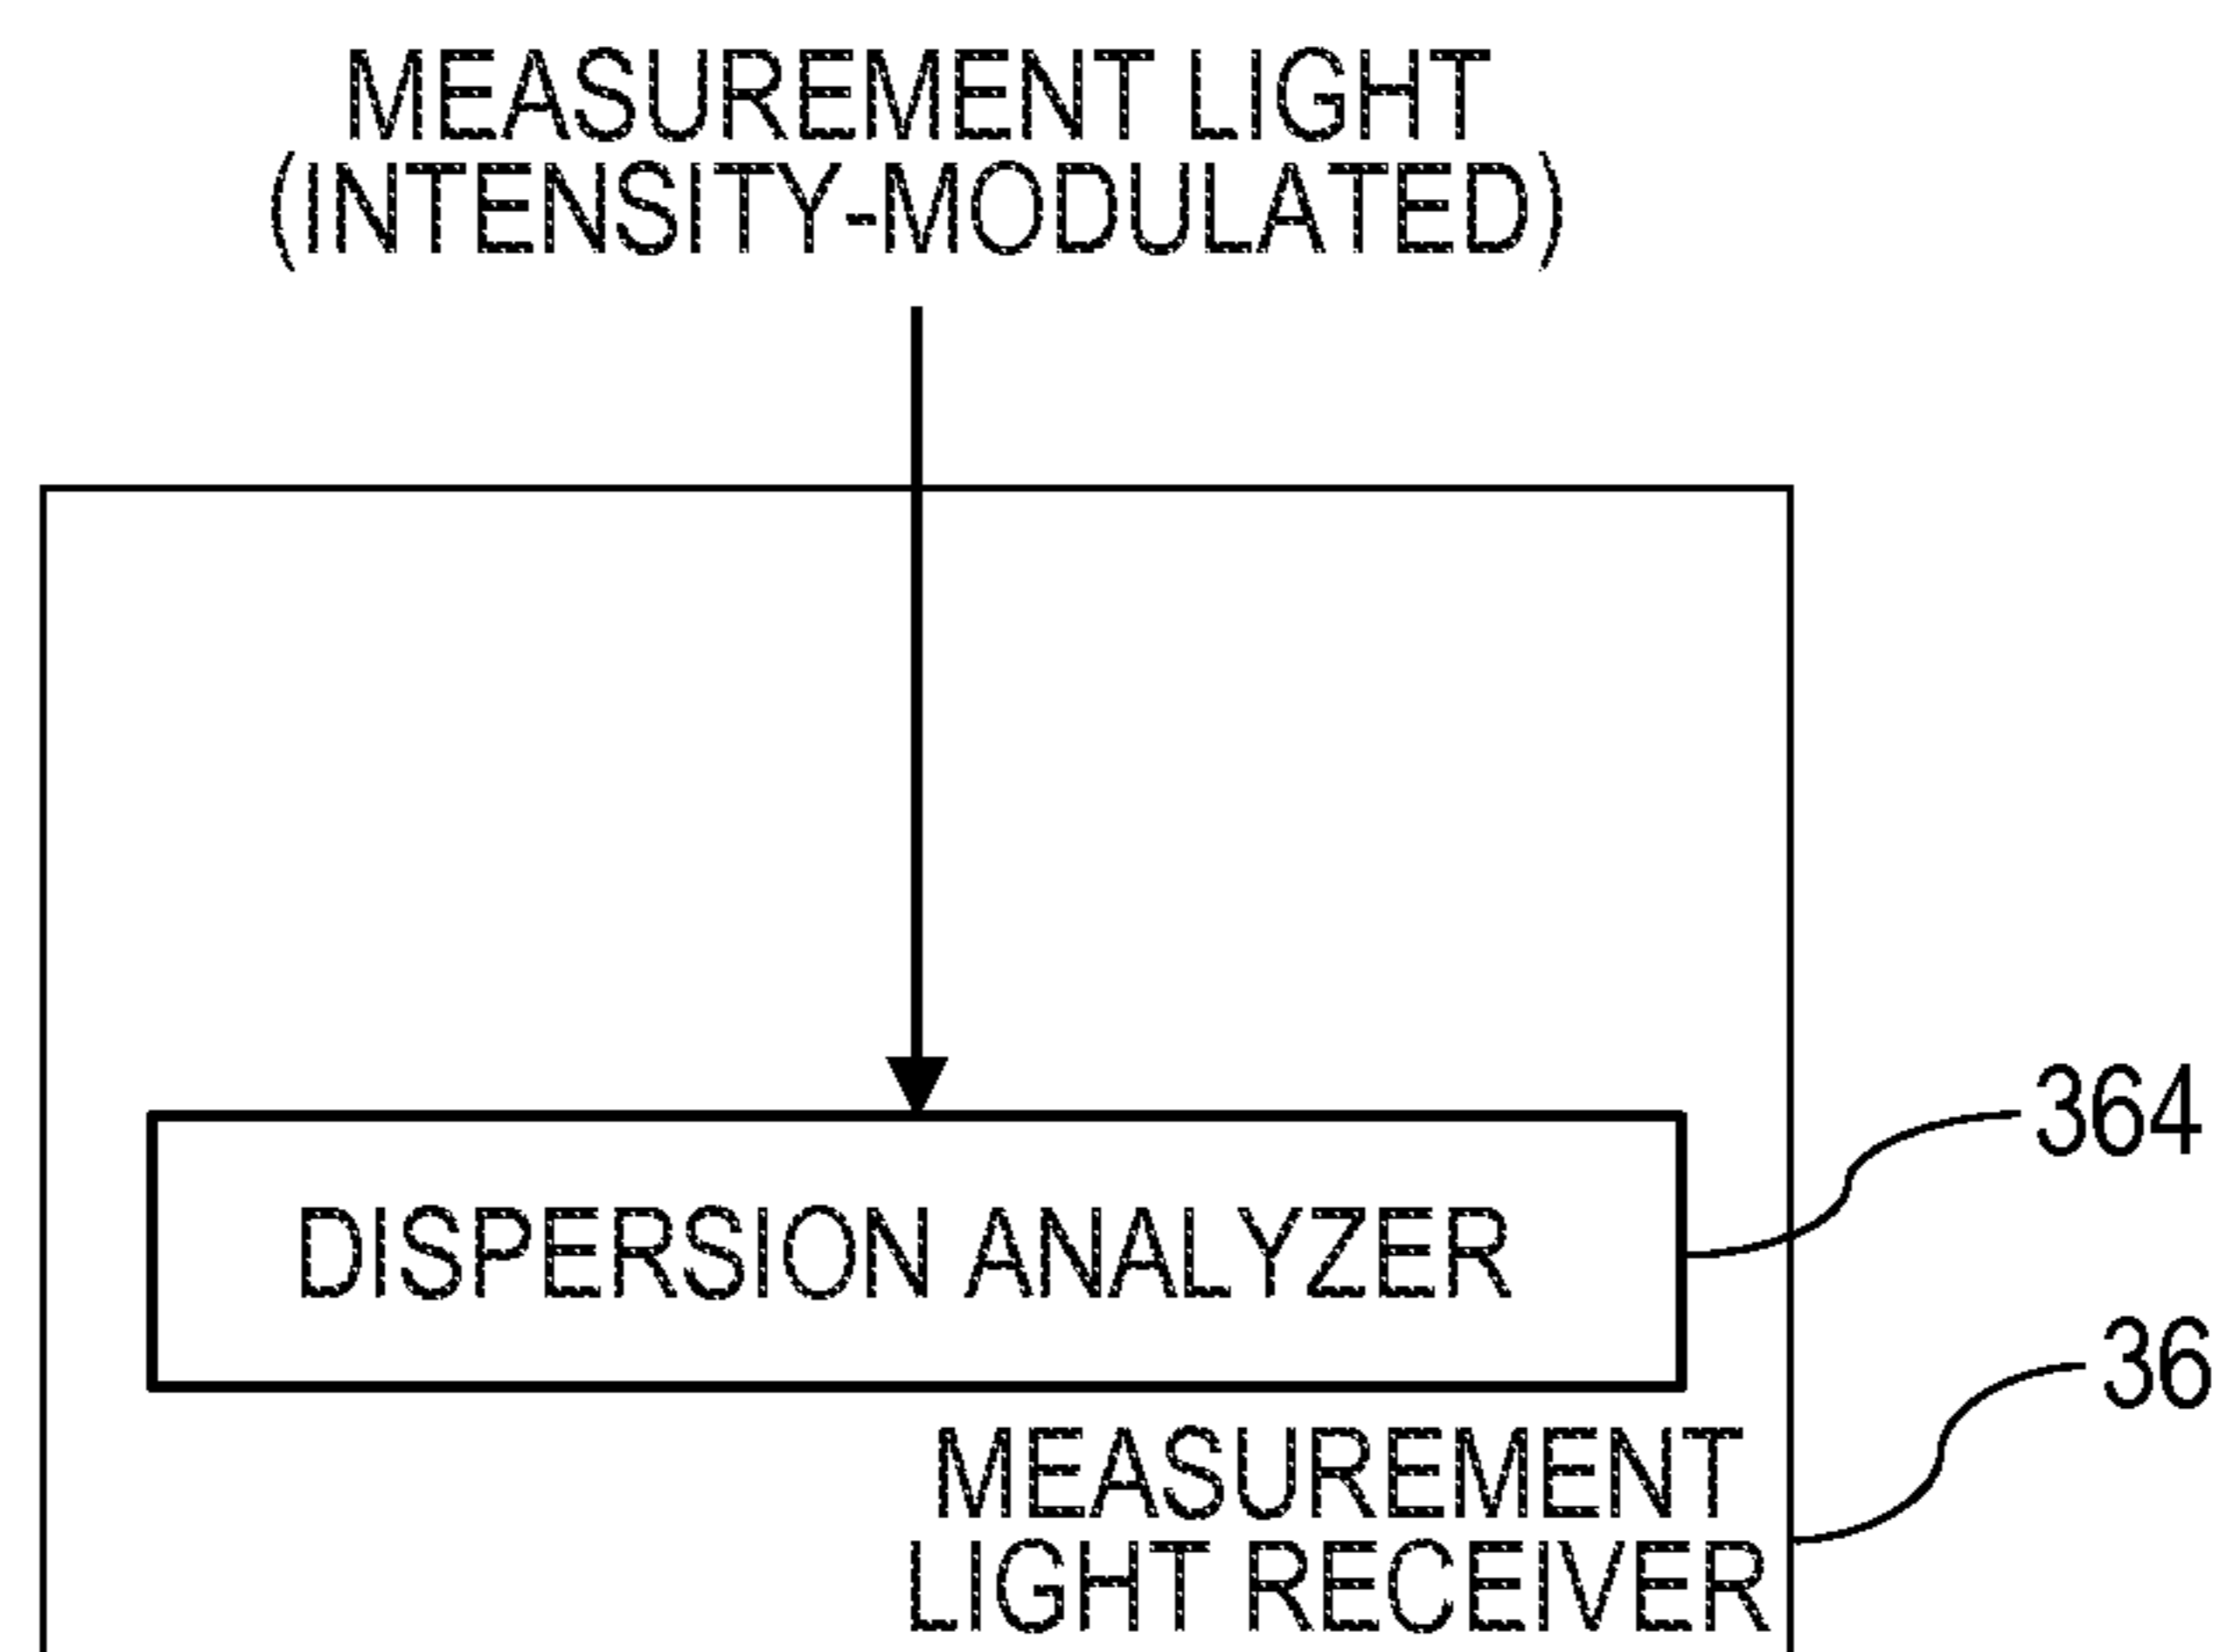 MEASUREMENT LIGHT
(INTENSITY-MODULATED)
364
DISPERSION ANALYZER
36
MEASUREMENT
LIGHT RECEIVER